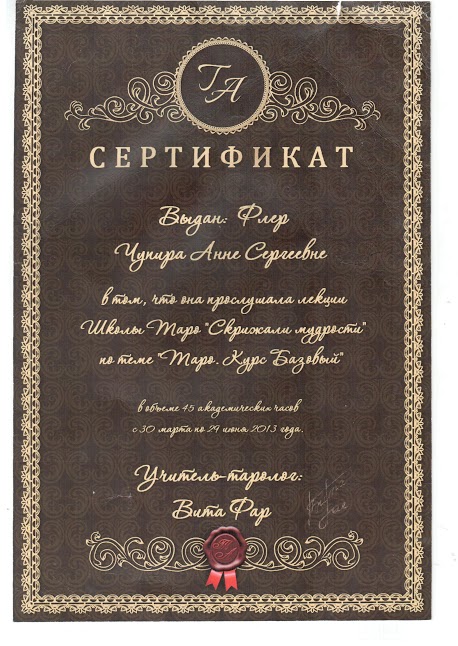 ТА
СЕРТИФИКАТ
Выдан: Флер
Чупира Анне Сергеевне
в том, что она прослушала лекции
Школы Таро "Скрижали мудрости"
по теме "Таро. Курс Базовый"
в объеме 45 академических часов
с 30 марта по 29 июня 2013 года.
Учитель-таролог:
Вита Фар